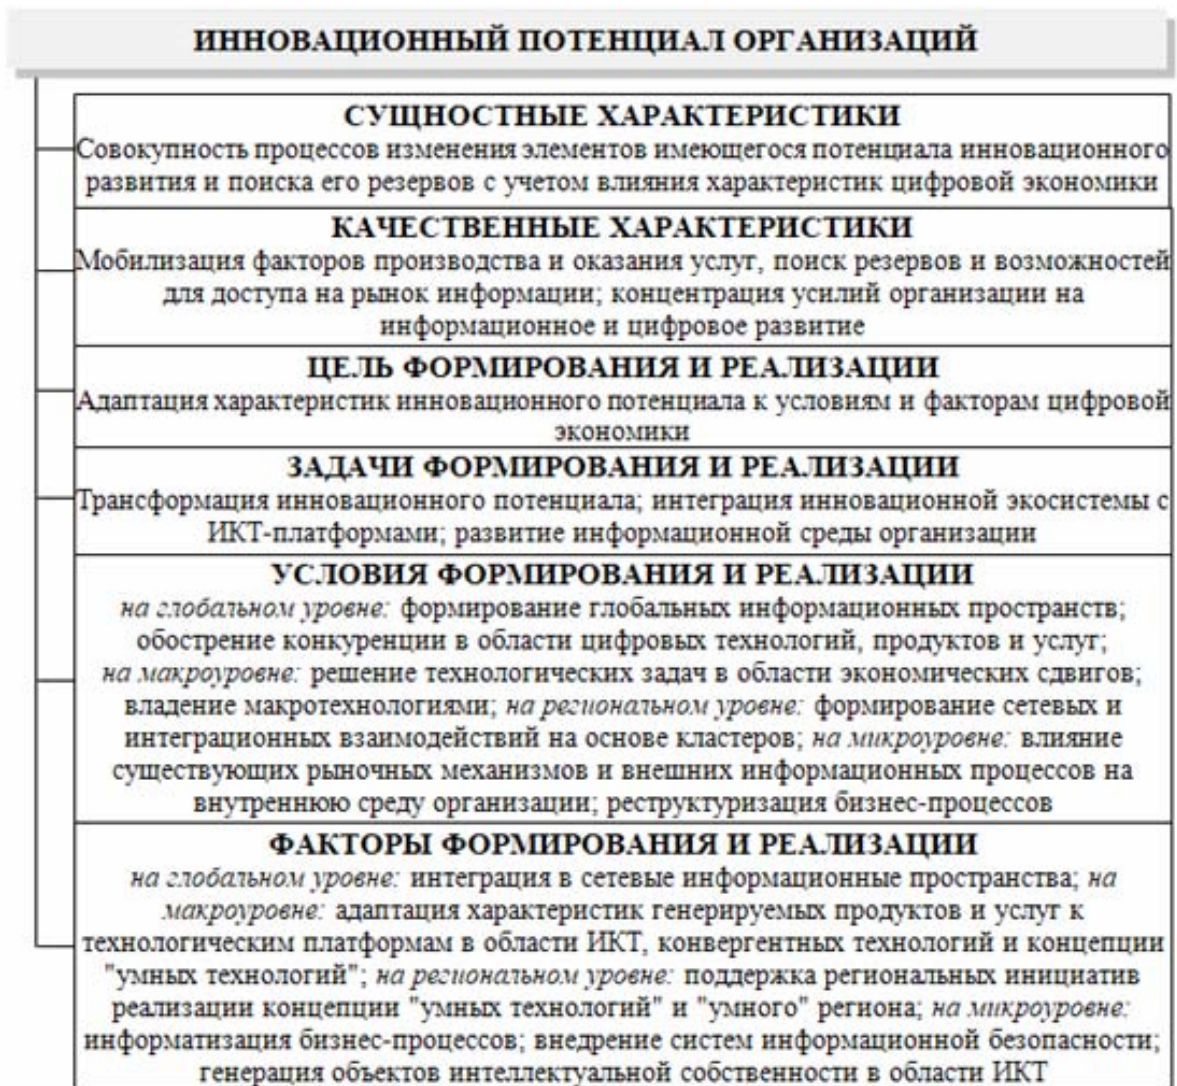 ИННОВАЦИОННЫЙ ПОТЕНЦИАЛ ОРГАНИЗАЦИЙ
СУЩНОСТНЫЕ ХАРАКТЕРИСТИКИ
Совокупность процессов изменения элементов имеющегося потенциала инновационного
развития и поиска его резервов с учетом влияния характеристик цифровой экономики
КАЧЕСТВЕННЫЕ ХАРАКТЕРИСТИКИ
Мобилизация факторов производства и оказания услуг, поиск резервов и возможностей
для доступа на рынок информации; концентрация усилий организации на
информационное и цифровое развитие
ЦЕЛЬ ФОРМИРОВАНИЯ И РЕАЛИЗАЦИИ
Адаптация характеристик инновационного потенциала к условиям и факторам цифровой
экономики
ЗАДАЧИ ФОРМИРОВАНИЯ И РЕАЛИЗАЦИИ
Трансформация инновационного потенциала; интеграция инновационной экосистемы с
ИКТ-платформами; развитие информационной среды организации
УСЛОВИЯ ФОРМИРОВАНИЯ И РЕАЛИЗАЦИИ
на глобальном уровне: формирование глобальных информационных пространств;
обострение конкуренции в области цифровых технологий, продуктов и услуг;
на макроуровне: решение технологических задач в области экономических сдвигов;
владение макротехнологиями; на региональном уровне: формирование сетевых и
интеграционных взаимодействий на основе кластеров; на микроуровне: влияние
существующих рыночных механизмов и внешних информационных процессов на
внутреннюю среду организации; реструктуризация бизнес-процессов
ФАКТОРЫ ФОРМИРОВАНИЯ И РЕАЛИЗАЦИИ
на глобальном уровне: интеграция в сетевые информационные пространства; на
макроуровне: адаптация характеристик генерируемых продуктов и услуг к
технологическим платформам в области ИКТ, конвергентных технологий и концепции
"умных технологий"; на региональном уровне: поддержка региональных инициатив
реализации концепции "умных технологий" и "умного" региона; на микроуровне:
информатизация бизнес-процессов; внедрение систем информационной безопасности;
генерация объектов интеллектуальной собственности в области ИКТ